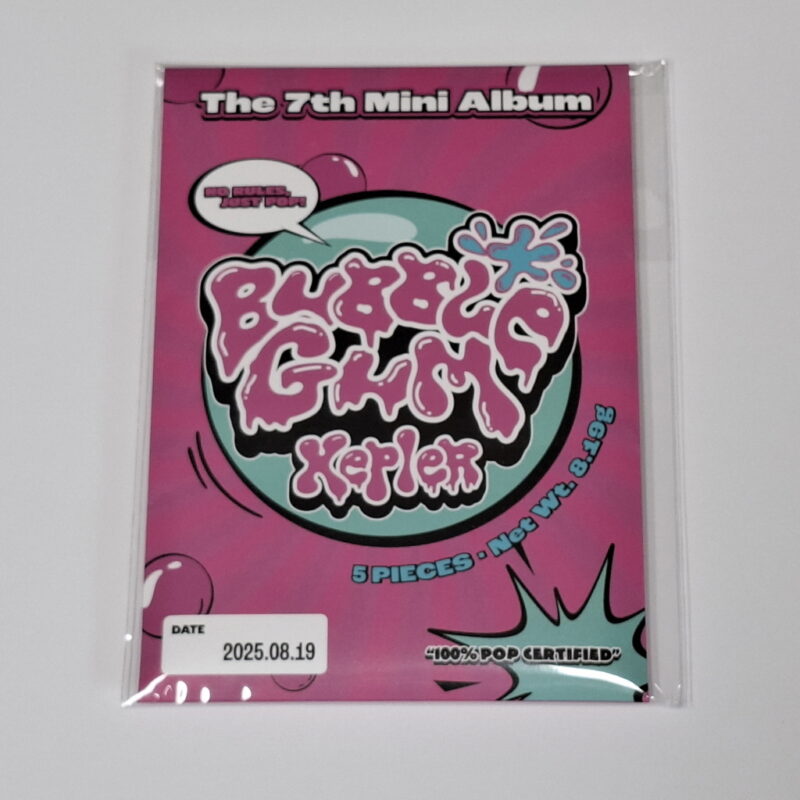 The 7th Mini Album
NO RULES,
JUST POP!
BUBBLE
GUM
Kep1er
5 PIECES · Net Wt. 8.19g
DATE
2025.08.19
"100% POP CERTIFIED"